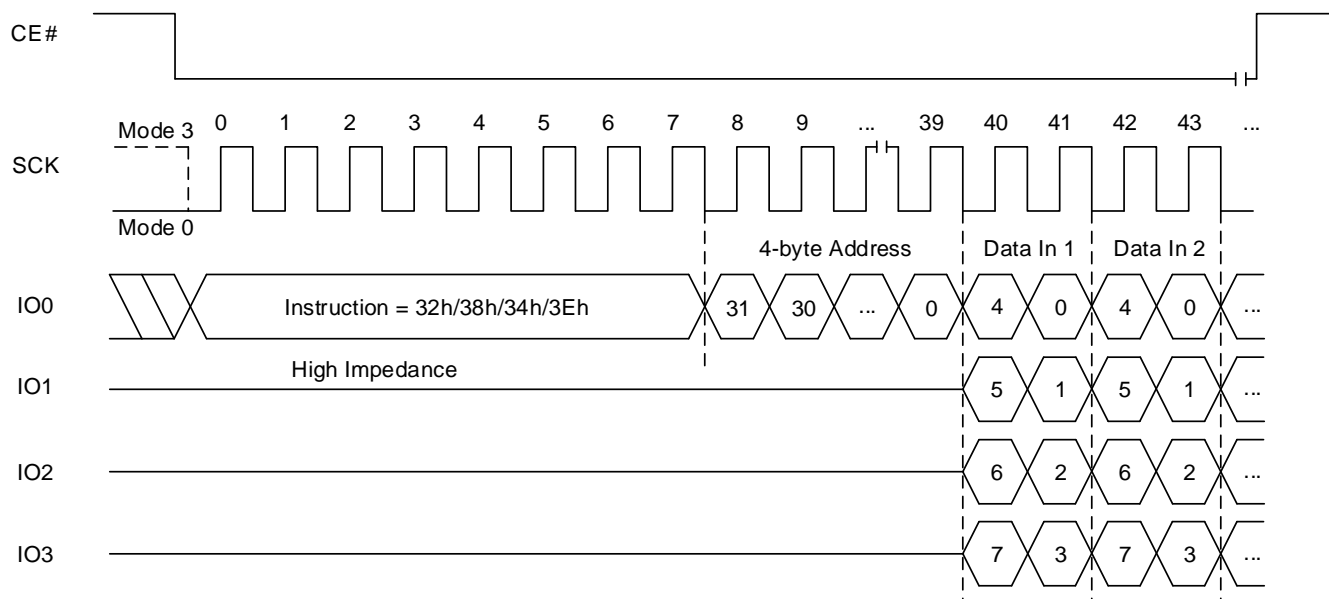 CE#
Mode 3 0 1 2 3 4 5 6 7 8 9 ... 39 40 41 42 43 ...
SCK
Mode 0
4-byte Address Data In 1 Data In 2
IO0 Instruction = 32h/38h/34h/3Eh 31 30 ... 0 4 0 4 0 ...
High Impedance
IO1 5 1 5 1 ...
IO2 6 2 6 2 ...
IO3 7 3 7 3 ...